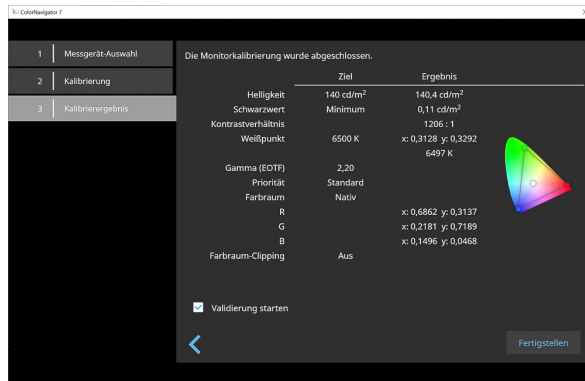 ColorNavigator 7
1 Messgerät-Auswahl
2 Kalibrierung
3 Kalibrierergebnis
Die Monitorkalibrierung wurde abgeschlossen.
Ziel Ergebnis
Helligkeit 140 cd/m² 140,4 cd/m²
Schwarzwert Minimum 0,11 cd/m²
Kontrastverhältnis 1206 : 1
Weißpunkt 6500 K x: 0,3128 y: 0,3292
6497 K
Gamma (EOTF) 2,20
Priorität Standard
Farbraum Nativ
R x: 0,6862 y: 0,3137
G x: 0,2181 y: 0,7189
B x: 0,1496 y: 0,0468
Farbraum-Clipping Aus
Validierung starten
Fertigstellen